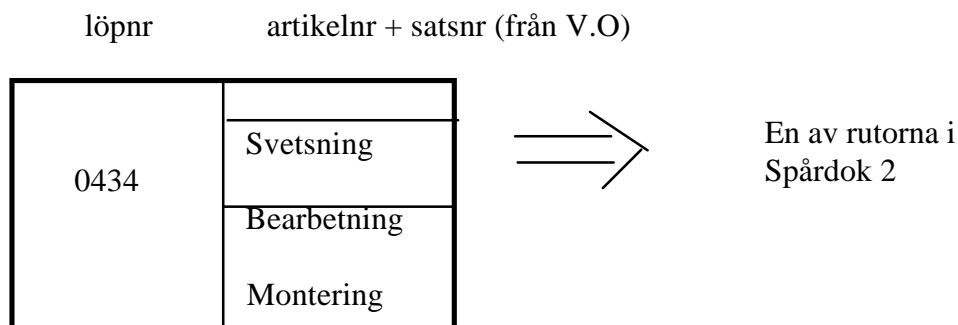 löpnr artikelnr + satsnr (från V.O)
Svetsning
0434
Bearbetning
Montering
En av rutorna i
Spårdok 2